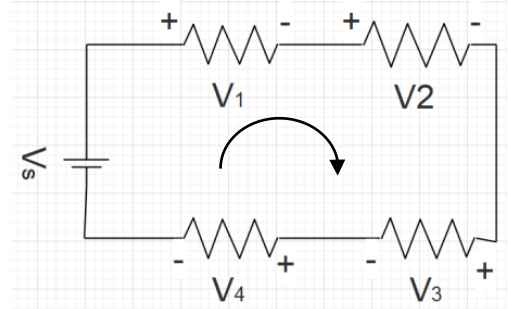 + - + -
V1 V2
Vs
- + - +
V4 V3